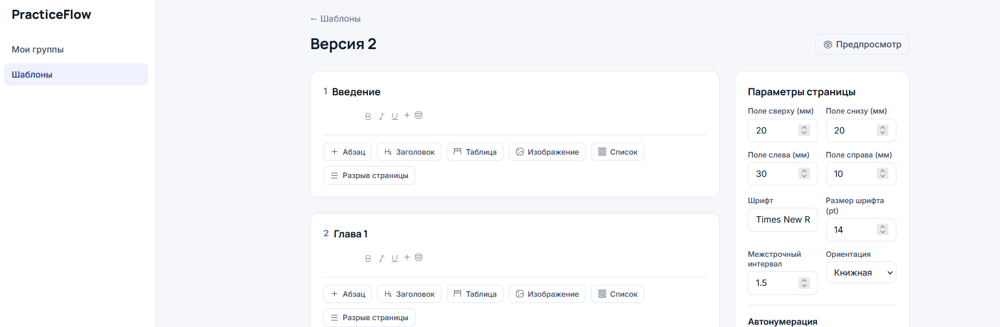 PracticeFlow
Мои группы
Шаблоны
← Шаблоны
Версия 2
Предпросмотр
1 Введение
B I U +
+ Абзац
H1 Заголовок
Таблица
Изображение
Список
Разрыв страницы
2 Глава 1
B I U +
+ Абзац
H1 Заголовок
Таблица
Изображение
Список
Разрыв страницы
Параметры страницы
Поле сверху (мм) Поле снизу (мм)
20 20
Поле слева (мм) Поле справа (мм)
30 10
Шрифт
Times New R
Размер шрифта
(pt)
14
Межстрочный
интервал
1.5
Ориентация
Книжная
Автонумерация